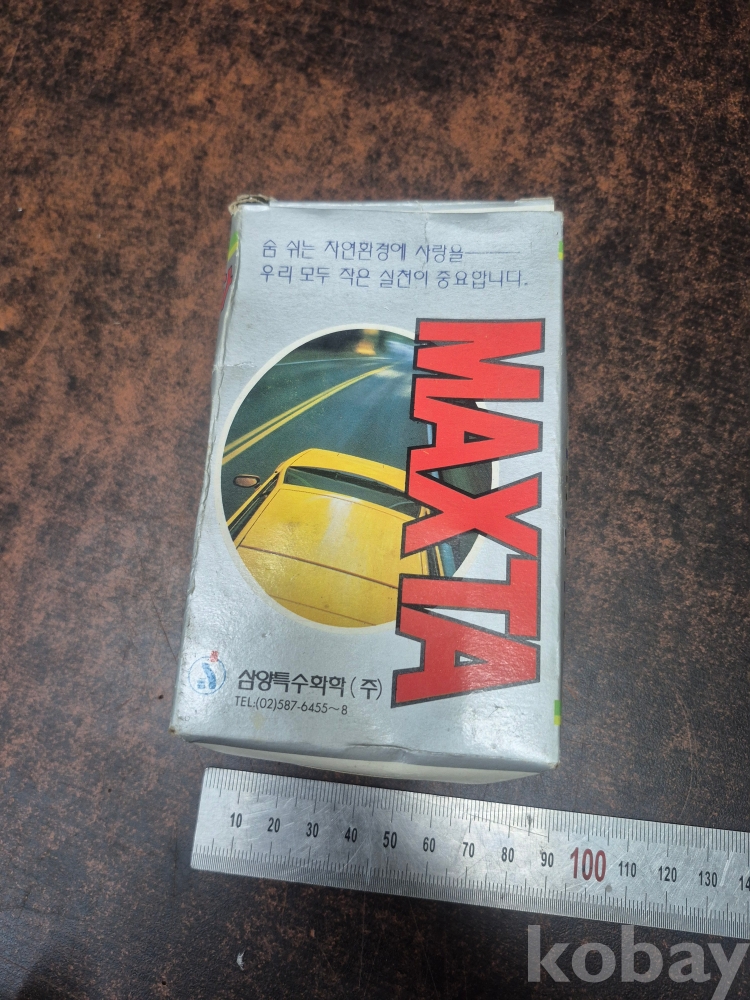 숨 쉬는 자연환경에 사랑을——
우리 모두 작은 실천이 중요합니다.
MAXTA
삼양특수화학(주)
TEL:(02)587-6455~8
10 20 30 40 50 60 70 80 90 100 110 120 130
kobay